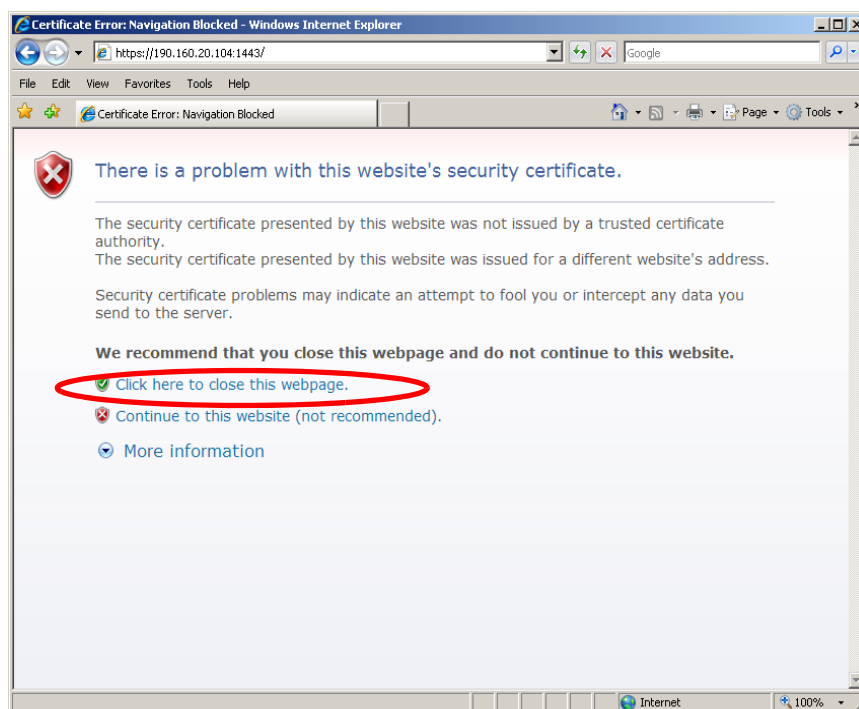 Certificate Error: Navigation Blocked - Windows Internet Explorer
https://190.160.20.104:1443/
Google
File Edit View Favorites Tools Help
Certificate Error: Navigation Blocked
Page Tools
There is a problem with this website's security certificate.
The security certificate presented by this website was not issued by a trusted certificate
authority.
The security certificate presented by this website was issued for a different website's address.
Security certificate problems may indicate an attempt to fool you or intercept any data you
send to the server.
We recommend that you close this webpage and do not continue to this website.
Click here to close this webpage.
Continue to this website (not recommended).
More information
Internet 100%